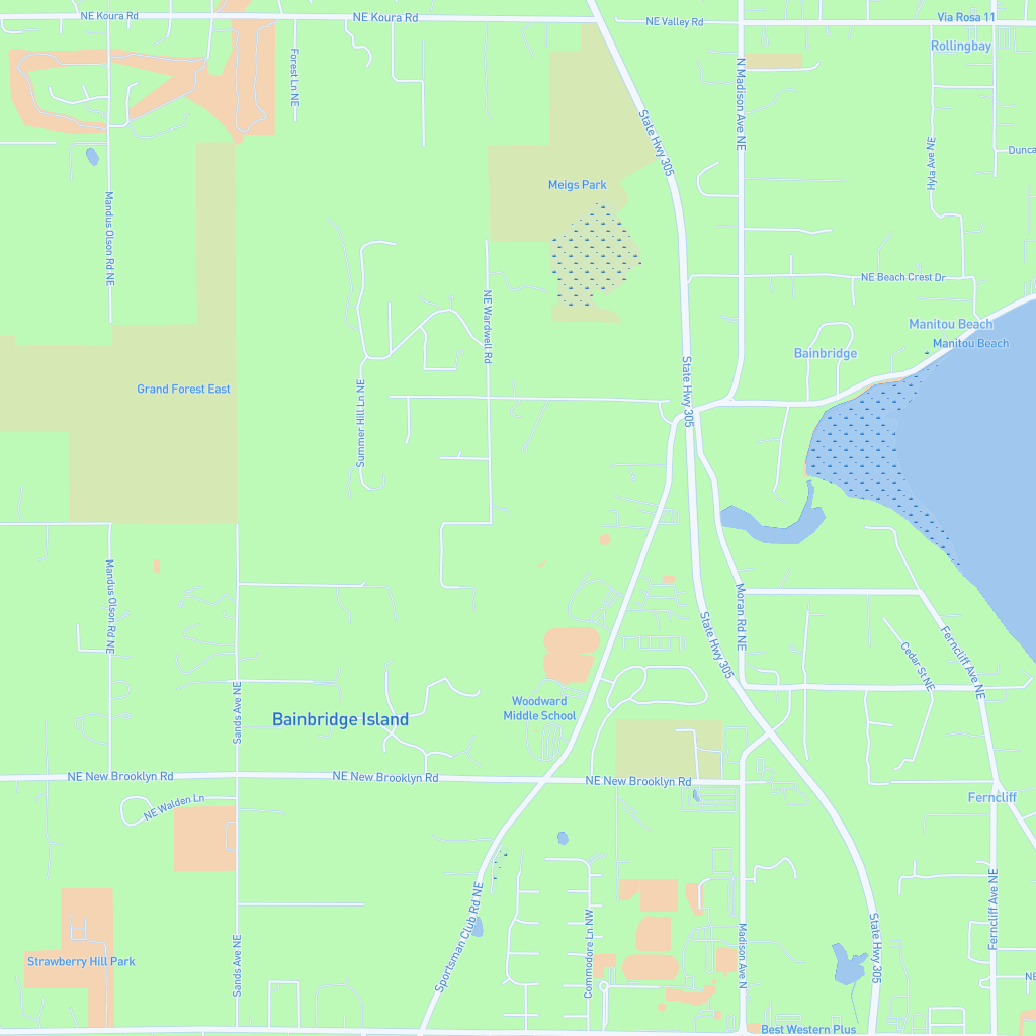 NE Koura Rd
NE Koura Rd
NE Valley Rd
Via Rosa 11
Rollingbay
Forest Ln NE
N Madison Ave NE
State Hwy 305
Hyla Ave NE
Dunca
Meigs Park
Mandus Olson Rd NE
NE Beach Crest Dr
NE Wardwell Rd
Manitou Beach
Manitou Beach
Bainbridge
State Hwy 305
Grand Forest East
Summer Hill Ln NE
Mandus Olson Rd NE
Moran Rd NE
State Hwy 305
Ferncliff Ave NE
Cedar St NE
Sands Ave NE
Woodward
Middle School
Bainbridge Island
NE New Brooklyn Rd
NE New Brooklyn Rd
NE New Brooklyn Rd
NE Walden Ln
Ferncliff
Sportsman Club Rd NE
Commodore Ln NW
Madison Ave N
State Hwy 305
Ferncliff Ave NE
Sands Ave NE
Strawberry Hill Park
NE
Best Western Plus